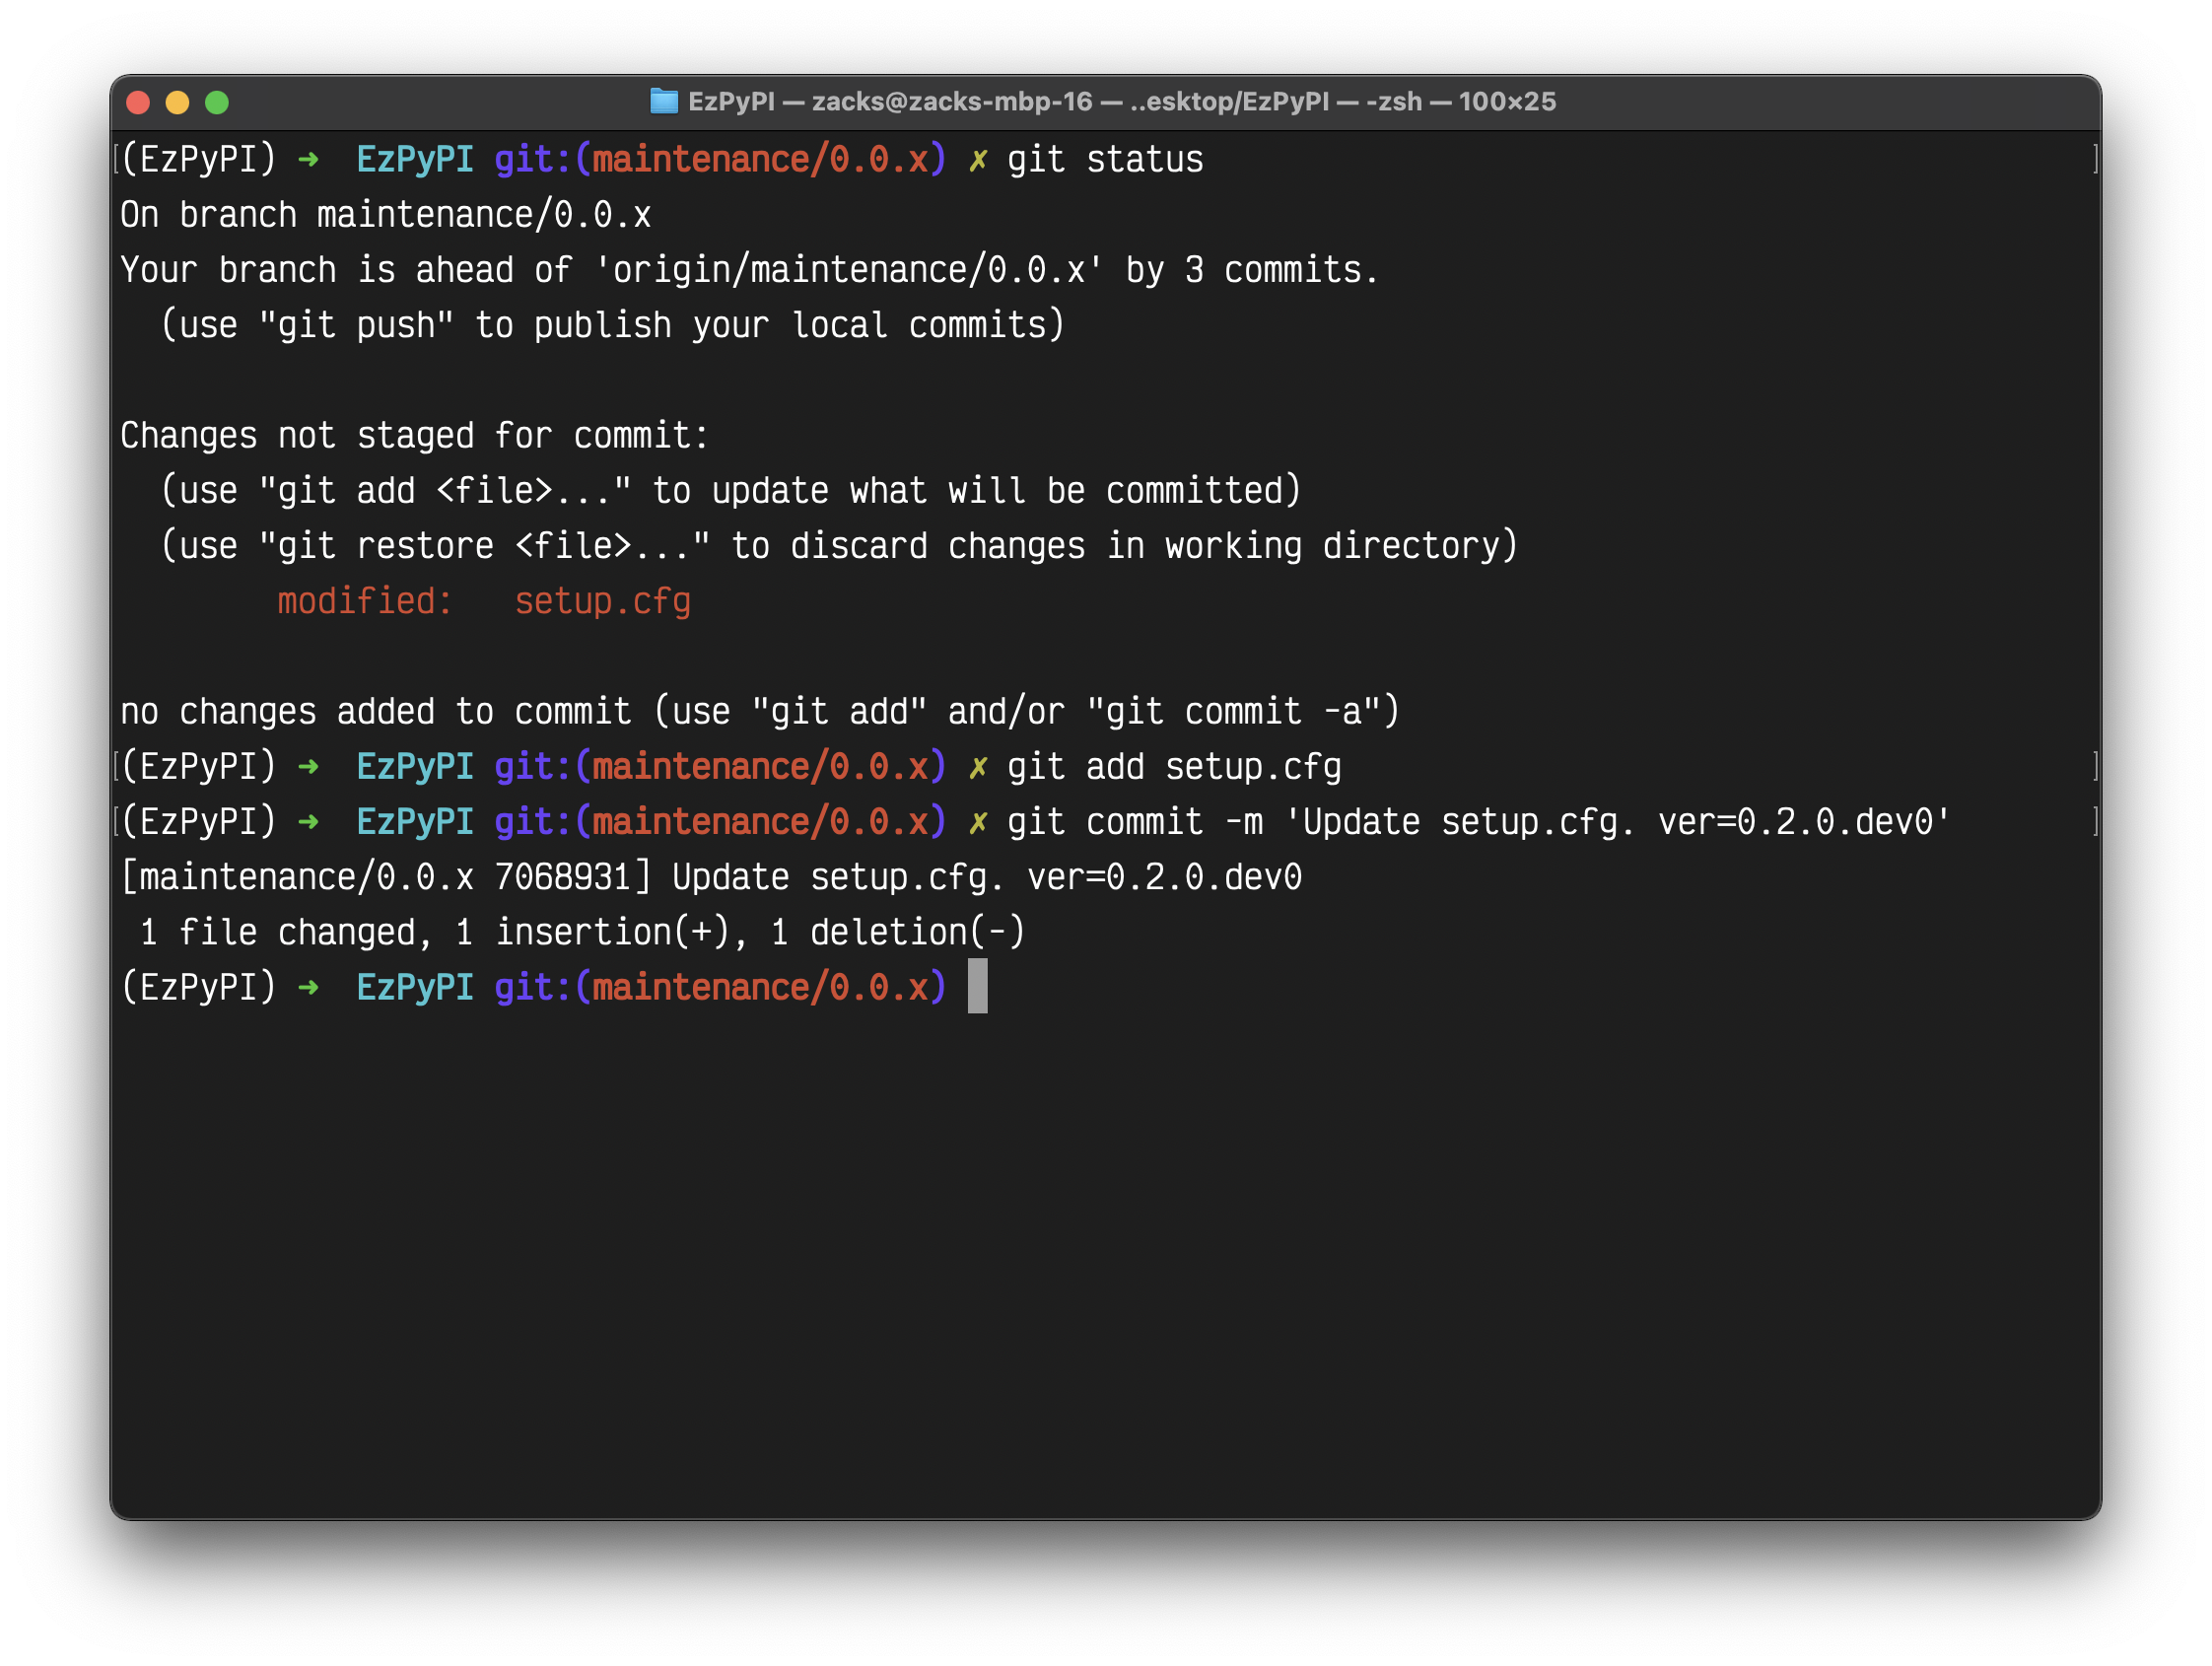 EzPyPI — zacks@zacks-mbp-16 — ..esktop/EzPyPI — -zsh — 100×25
[(EzPyPI) ➜  EzPyPI git:(maintenance/0.0.x) ✗ git status ]
On branch maintenance/0.0.x
Your branch is ahead of 'origin/maintenance/0.0.x' by 3 commits.
  (use "git push" to publish your local commits)

Changes not staged for commit:
  (use "git add <file>..." to update what will be committed)
  (use "git restore <file>..." to discard changes in working directory)
        modified:   setup.cfg

no changes added to commit (use "git add" and/or "git commit -a")
[(EzPyPI) ➜  EzPyPI git:(maintenance/0.0.x) ✗ git add setup.cfg ]
[(EzPyPI) ➜  EzPyPI git:(maintenance/0.0.x) ✗ git commit -m 'Update setup.cfg. ver=0.2.0.dev0' ]
[maintenance/0.0.x 7068931] Update setup.cfg. ver=0.2.0.dev0
 1 file changed, 1 insertion(+), 1 deletion(-)
(EzPyPI) ➜  EzPyPI git:(maintenance/0.0.x)